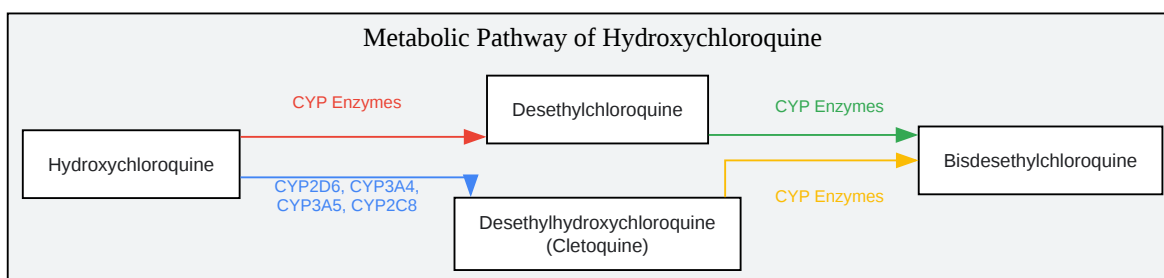 Metabolic Pathway of Hydroxychloroquine
CYP Enzymes
Desethylchloroquine
CYP Enzymes
Hydroxychloroquine
Bisdesethylchloroquine
CYP2D6, CYP3A4,
CYP3A5, CYP2C8
CYP Enzymes
Desethylhydroxychloroquine
(Cletoquine)